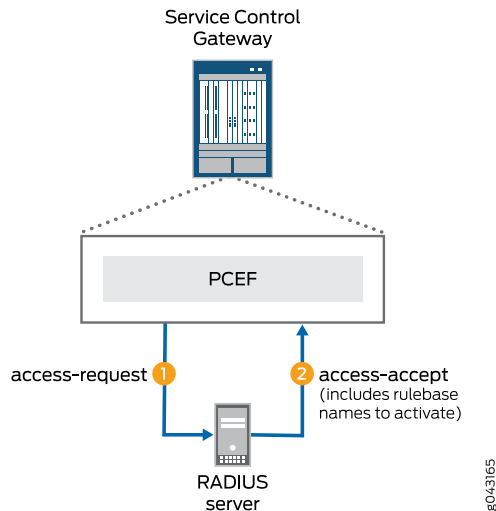 Service Control
Gateway
PCEF
access-request 1
2 access-accept
(includes rulebase
names to activate)
RADIUS
server
g043165